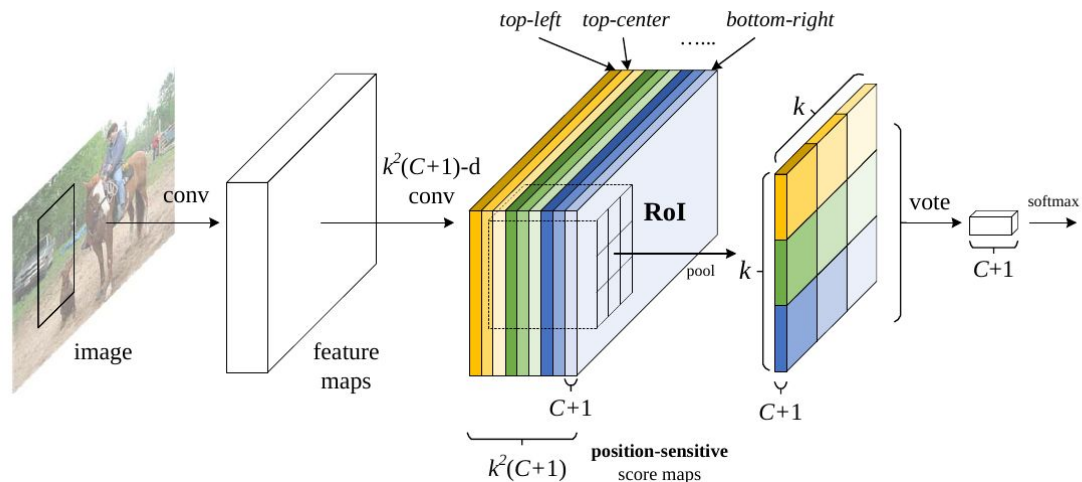 top-left top-center ...... bottom-right
k
k²(C+1)-d
conv
conv
RoI
vote
softmax
pool
k
C+1
image
feature
maps
C+1
C+1
k²(C+1)
position-sensitive
score maps